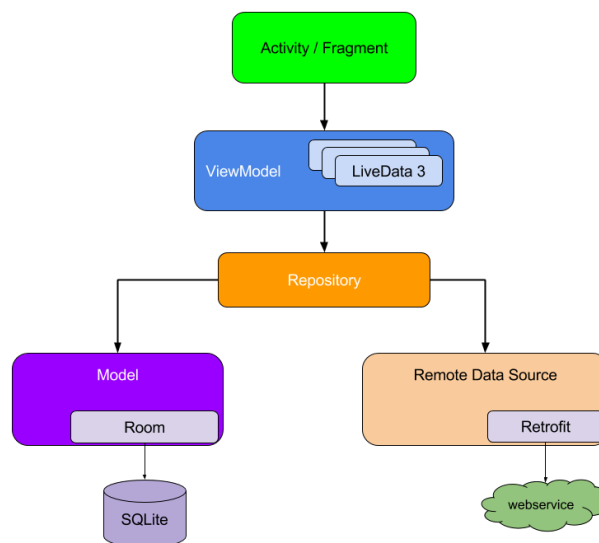 Activity / Fragment
ViewModel
LiveData 3
Repository
Model
Remote Data Source
Room
Retrofit
SQLite
webservice